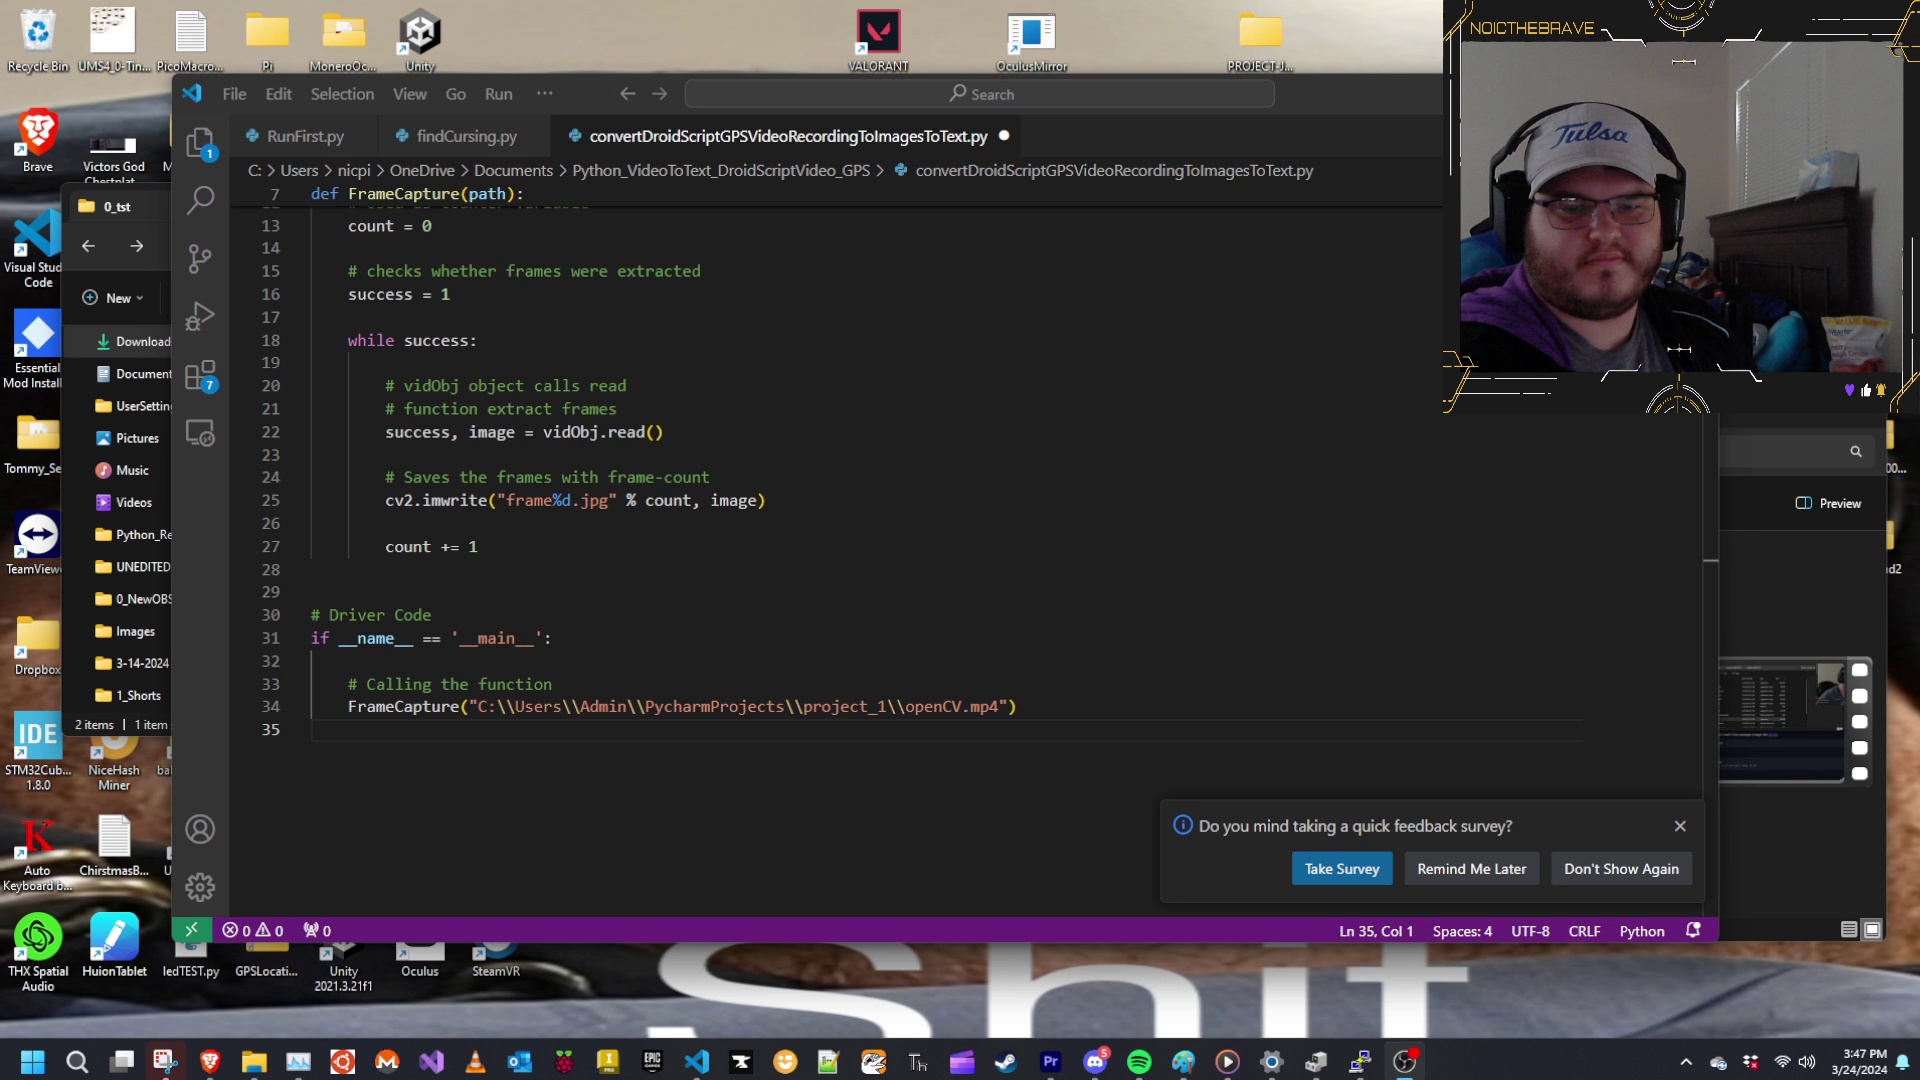 Recycle Bin
UMS4_0-Tin...
PicoMacro...
Pi
MoneroOc...
Unity
VALORANT
OculusMirror
PROJECT-J...
NOICTHEBRAVE
Tulsa
File Edit Selection View Go Run ...
Search
RunFirst.py
findCursing.py
convertDroidScriptGPSVideoRecordingToImagesToText.py
C: > Users > nicpi > OneDrive > Documents > Python_VideoToText_DroidScriptVideo_GPS > convertDroidScriptGPSVideoRecordingToImagesToText.py
7 def FrameCapture(path):
13 count = 0
14
15 # checks whether frames were extracted
16 success = 1
17
18 while success:
19
20 # vidObj object calls read
21 # function extract frames
22 success, image = vidObj.read()
23
24 # Saves the frames with frame-count
25 cv2.imwrite("frame%d.jpg" % count, image)
26
27 count += 1
28
29
30 # Driver Code
31 if __name__ == '__main__':
32
33 # Calling the function
34 FrameCapture("C:\\Users\\Admin\\PycharmProjects\\project_1\\openCV.mp4")
35
1
7
Brave
Victors God
Chestplat...
Visual Stud
Code
Essential
Mod Install
Tommy_Se
TeamViewe
Dropbox
IDE
STM32Cub...
1.8.0
NiceHash
Miner
Auto
Keyboard b...
ChirstmasB...
THX Spatial
Audio
HuionTablet
ledTEST.py
GPSLocati...
Unity
2021.3.21f1
Oculus
SteamVR
0_tst
New
Download
Document
UserSetting
Pictures
Music
Videos
Python_Re
UNEDITED
0_NewOBS
Images
3-14-2024
1_Shorts
2 items 1 item
Preview
Do you mind taking a quick feedback survey?
Take Survey
Remind Me Later
Don't Show Again
0 0 0
Ln 35, Col 1 Spaces: 4 UTF-8 CRLF Python
3:47 PM
3/24/2024